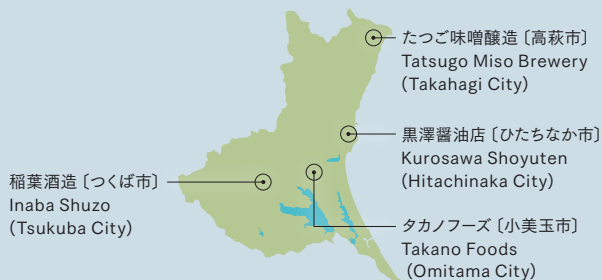 たつご味噌醸造〔高萩市〕
Tatsugo Miso Brewery
(Takahagi City)
黒澤醤油店〔ひたちなか市〕
Kurosawa Shoyuten
(Hitachinaka City)
稲葉酒造〔つくば市〕
Inaba Shuzo
(Tsukuba City)
タカノフーズ〔小美玉市〕
Takano Foods
(Omitama City)